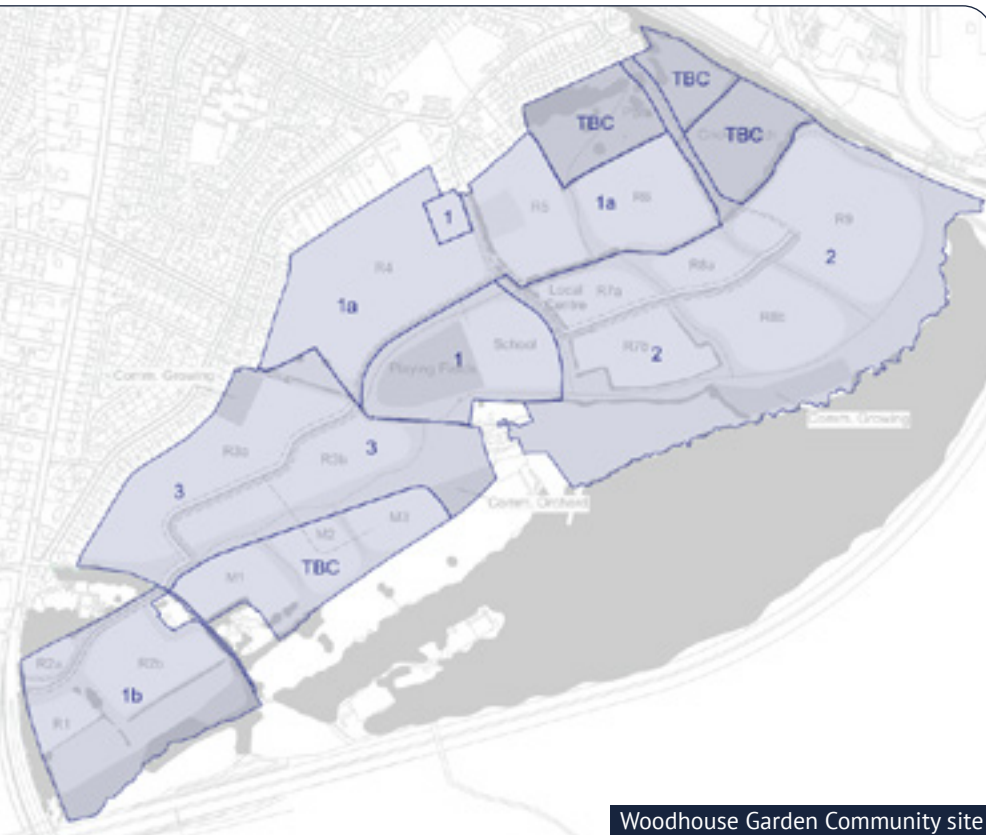 TBC
TBC
TBC
1
R5
1a
R6
R9
R4
2
R8a
1a
Local
Centre
R7a
R8b
School
R7b
2
Playing Fields
1
Comm. Growing
Comm. Growing
R3a
R3b
3
3
Comm. Orchard
M3
M2
TBC
M1
R2a
R2b
1b
R1
Woodhouse Garden Community site